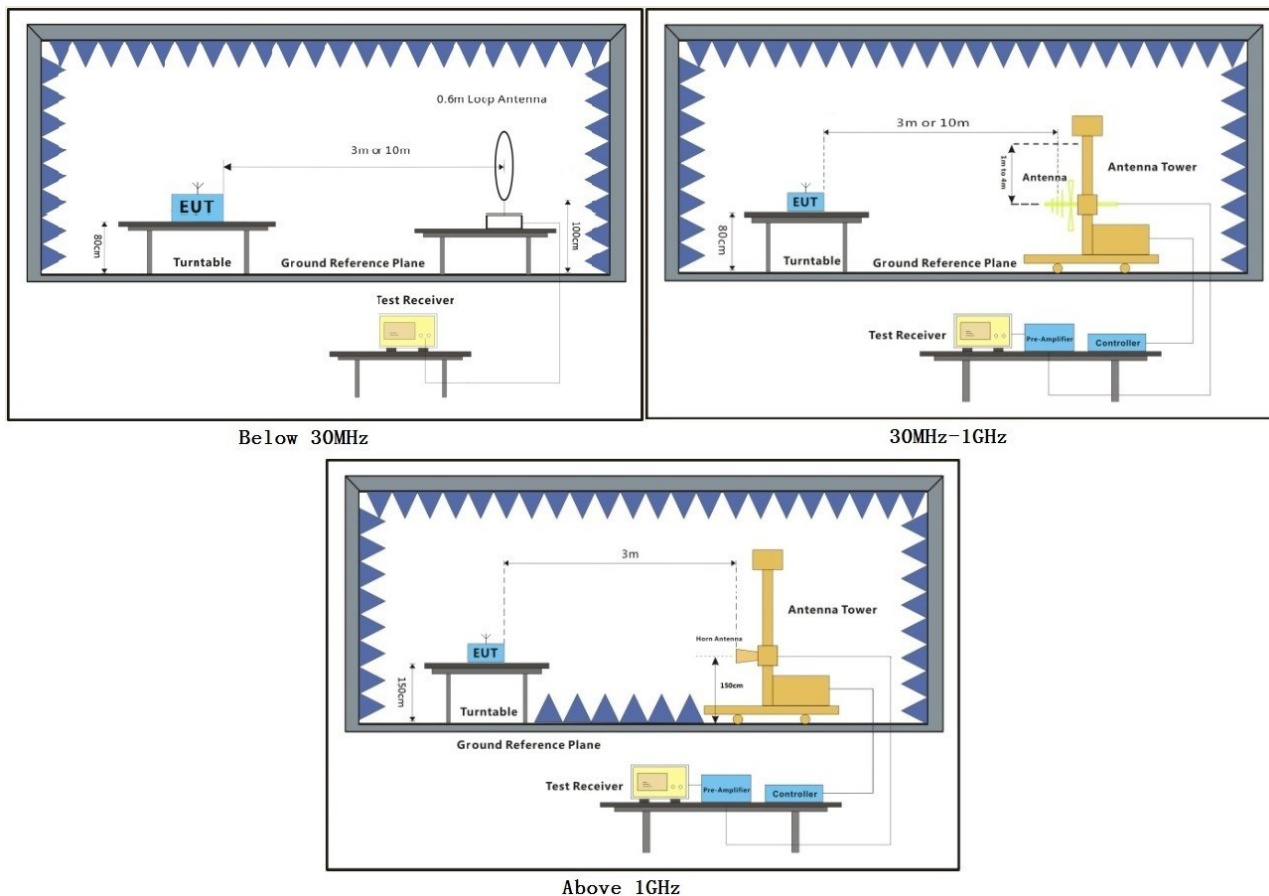 0.6m Loop Antenna
3m or 10m
EUT
80cm
100cm
Turntable
Ground Reference Plane
Test Receiver
Below 30MHz
3m or 10m
1m to 4m
Antenna
Antenna Tower
EUT
80cm
Turntable
Ground Reference Plane
Test Receiver
Pre-Amplifier
Controller
30MHz-1GHz
3m
Antenna Tower
Horn Antenna
EUT
150cm
150cm
Turntable
Ground Reference Plane
Test Receiver
Pre-Amplifier
Controller
Above 1GHz